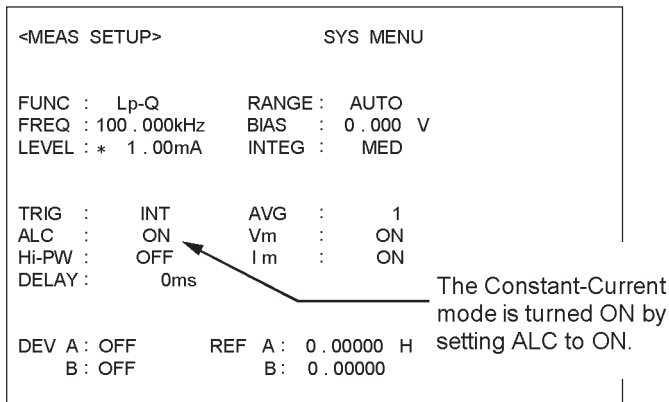 <MEAS SETUP> SYS MENU
FUNC : Lp-Q RANGE : AUTO
FREQ : 100 . 000kHz BIAS : 0 . 000 V
LEVEL : * 1 . 00mA INTEG : MED
TRIG : INT AVG : 1
ALC : ON Vm : ON
Hi-PW : OFF I m : ON
DELAY : 0ms
DEV A : OFF REF A : 0 . 00000 H
B : OFF B : 0 . 00000
The Constant-Current
mode is turned ON by
setting ALC to ON.